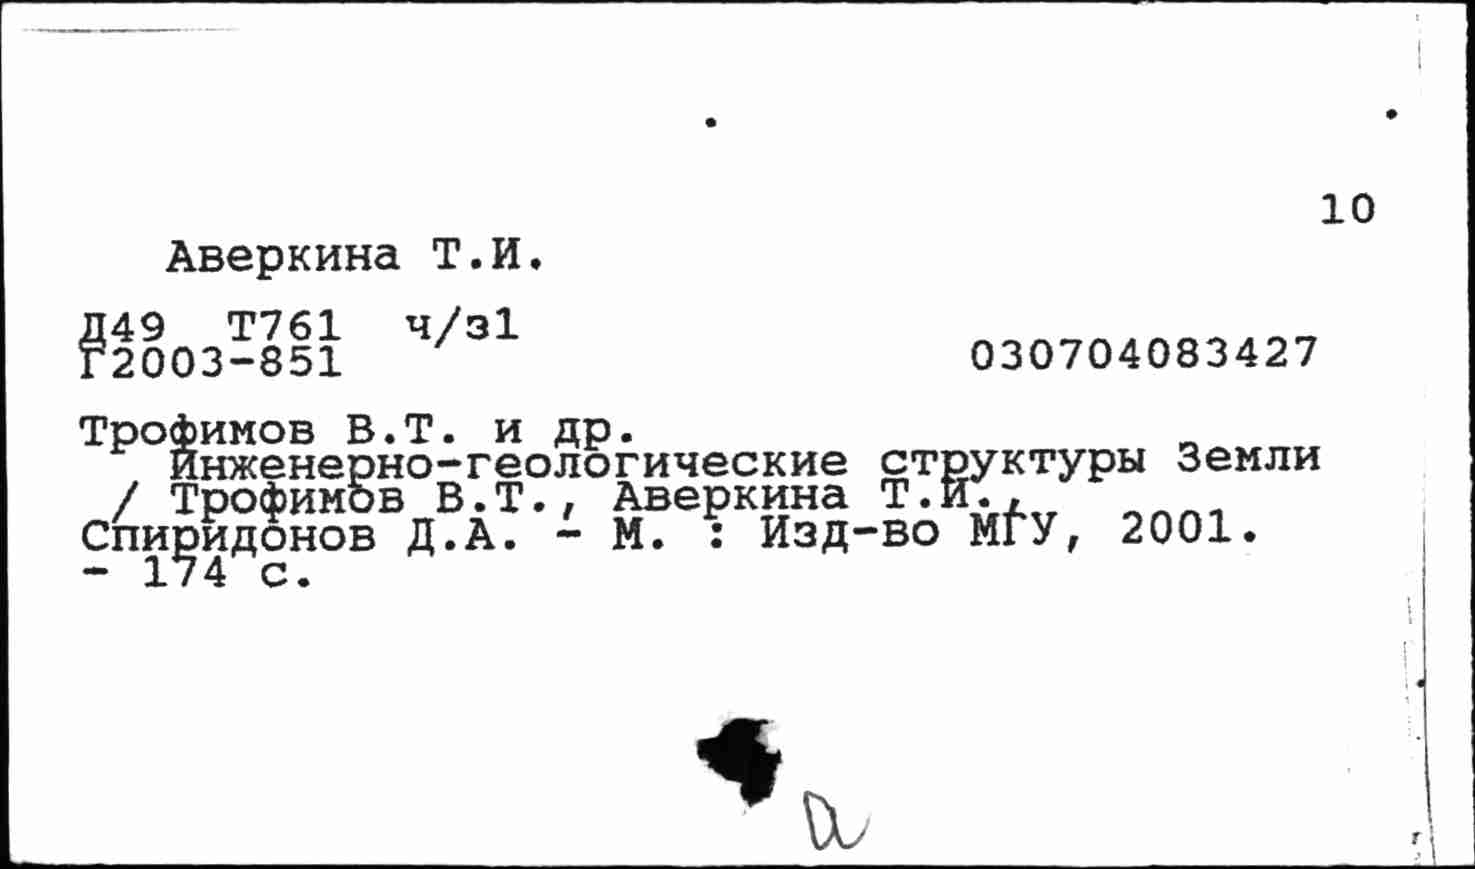 10
Аверкина Т.И.
Д49 Т761 ч/з1
Г2003-851
030704083427
Трофимов В.Т. и др.
Инженерно-геологические структуры Земли
/ Трофимов В.Т., Аверкина Т.И.,
Спиридонов Д.А. - М. : Изд-во МГУ, 2001.
- 174 с.
а